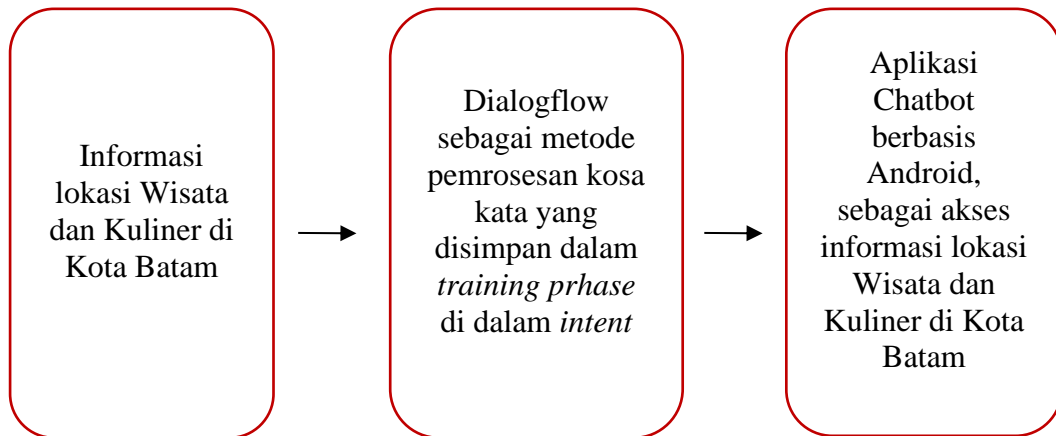 Informasi
lokasi Wisata
dan Kuliner di
Kota Batam
Dialogflow
sebagai metode
pemrosesan kosa
kata yang
disimpan dalam
training prhase
di dalam intent
Aplikasi
Chatbot
berbasis
Android,
sebagai akses
informasi lokasi
Wisata dan
Kuliner di Kota
Batam